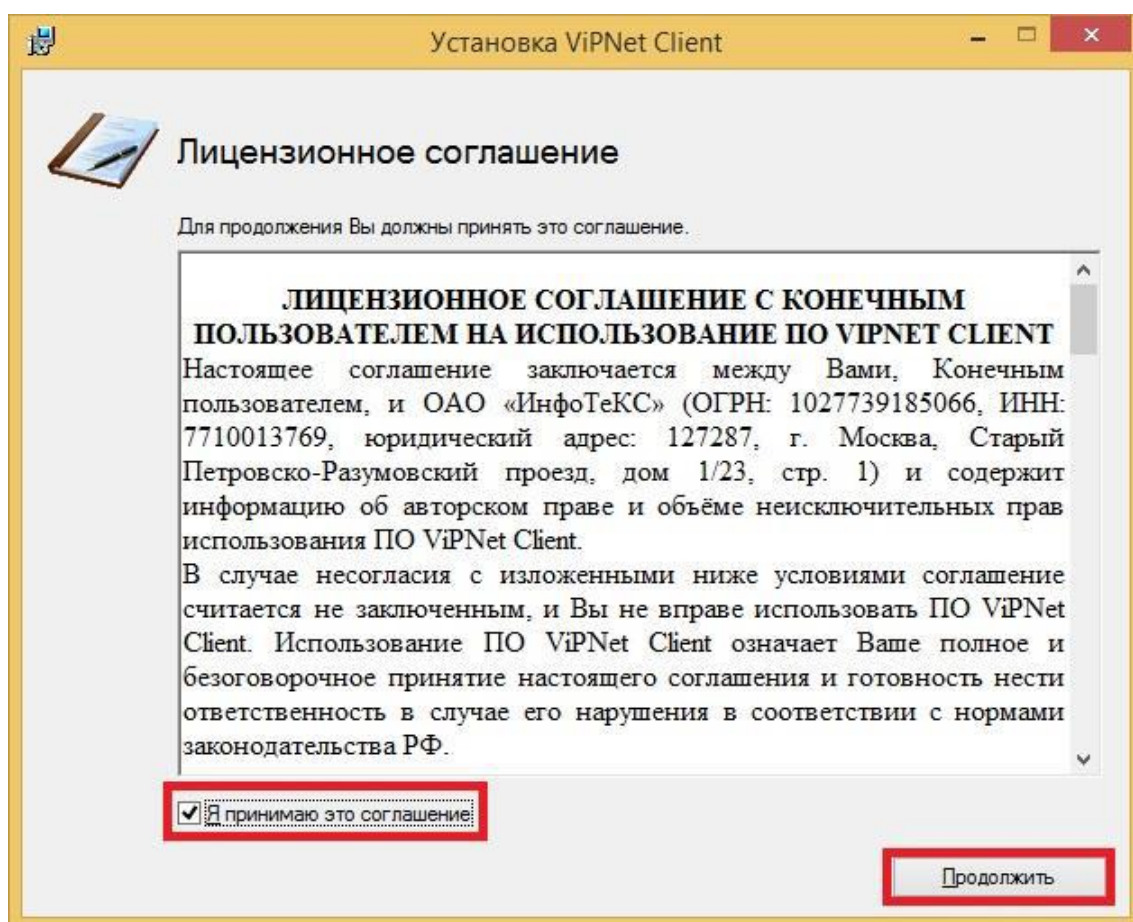 Установка ViPNet Client
Лицензионное соглашение
Для продолжения Вы должны принять это соглашение.
ЛИЦЕНЗИОННОЕ СОГЛАШЕНИЕ С КОНЕЧНЫМ
ПОЛЬЗОВАТЕЛЕМ НА ИСПОЛЬЗОВАНИЕ ПО VIPNET CLIENT
Настоящее соглашение заключается между Вами, Конечным
пользователем, и ОАО «ИнфоТеКС» (ОГРН: 1027739185066, ИНН:
7710013769, юридический адрес: 127287, г. Москва, Старый
Петровско-Разумовский проезд, дом 1/23, стр. 1) и содержит
информацию об авторском праве и объёме неисключительных прав
использования ПО ViPNet Client.
В случае несогласия с изложенными ниже условиями соглашение
считается не заключенным, и Вы не вправе использовать ПО ViPNet
Client. Использование ПО ViPNet Client означает Ваше полное и
безоговорочное принятие настоящего соглашения и готовность нести
ответственность в случае его нарушения в соответствии с нормами
законодательства РФ.
Я принимаю это соглашение
Продолжить